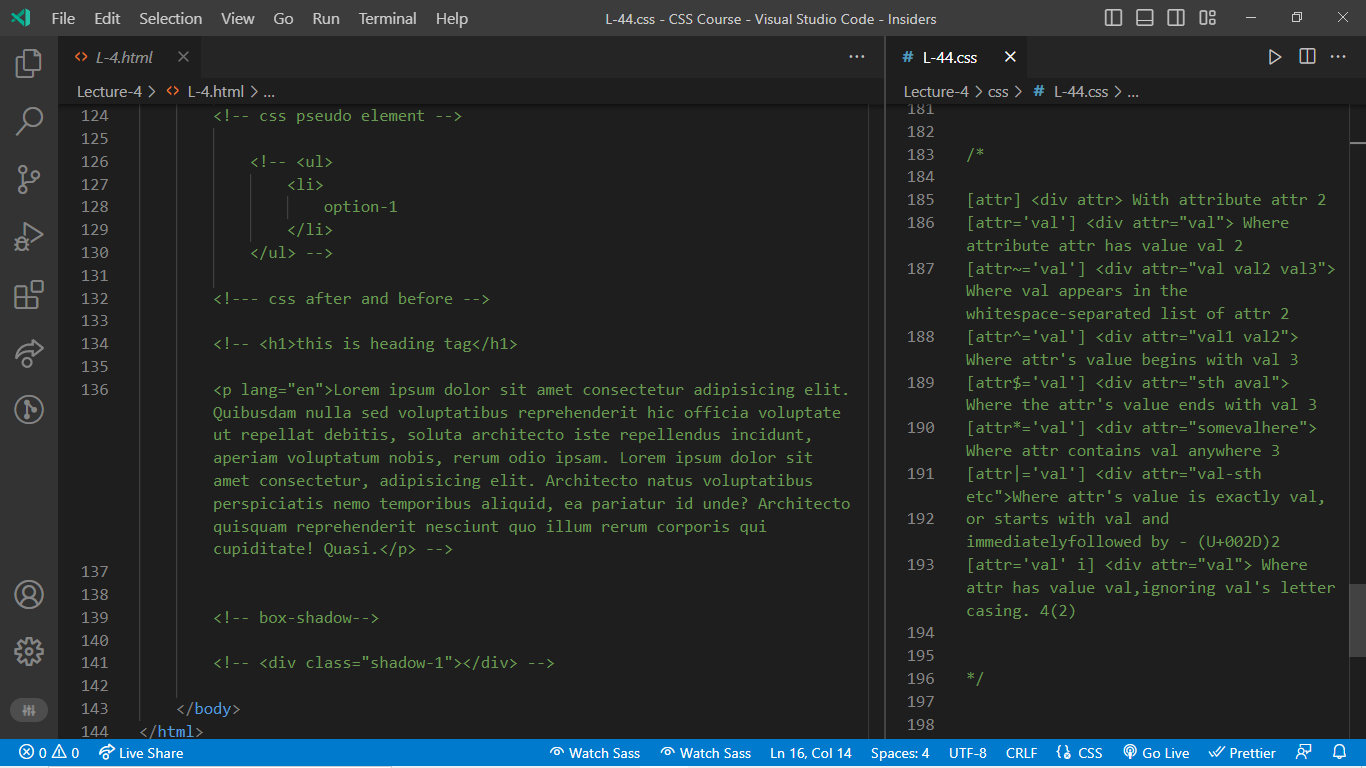 File Edit Selection View Go Run Terminal Help
L-44.css - CSS Course - Visual Studio Code - Insiders
<> L-4.html
Lecture-4 > <> L-4.html > ...
124 <!-- css pseudo element -->
125
126 <!-- <ul>
127 <li>
128 option-1
129 </li>
130 </ul> -->
131
132 <!--- css after and before -->
133
134 <!-- <h1>this is heading tag</h1>
135
136 <p lang="en">Lorem ipsum dolor sit amet consectetur adipisicing elit.
Quibusdam nulla sed voluptatibus reprehenderit hic officia voluptate
ut repellat debitis, soluta architecto iste repellendus incidunt,
aperiam voluptatum nobis, rerum odio ipsam. Lorem ipsum dolor sit
amet consectetur, adipisicing elit. Architecto natus voluptatibus
perspiciatis nemo temporibus aliquid, ea pariatur id unde? Architecto
quisquam reprehenderit nesciunt quo illum rerum corporis qui
cupiditate! Quasi.</p> -->
137
138
139 <!-- box-shadow-->
140
141 <!-- <div class="shadow-1"></div> -->
142
143 </body>
144 </html>
# L-44.css
Lecture-4 > css > # L-44.css > ...
181
182
183 /*
184
185 [attr] <div attr> With attribute attr 2
186 [attr='val'] <div attr="val"> Where
attribute attr has value val 2
187 [attr~='val'] <div attr="val val2 val3">
Where val appears in the
whitespace-separated list of attr 2
188 [attr^='val'] <div attr="val1 val2">
Where attr's value begins with val 3
189 [attr$='val'] <div attr="sth aval">
Where the attr's value ends with val 3
190 [attr*='val'] <div attr="somevalhere">
Where attr contains val anywhere 3
191 [attr|='val'] <div attr="val-sth
etc">Where attr's value is exactly val,
192 or starts with val and
immediatelyfollowed by - (U+002D)2
193 [attr='val' i] <div attr="val"> Where
attr has value val,ignoring val's letter
casing. 4(2)
194
195
196 */
197
198
0 0 Live Share Watch Sass Watch Sass Ln 16, Col 14 Spaces: 4 UTF-8 CRLF CSS Go Live Prettier